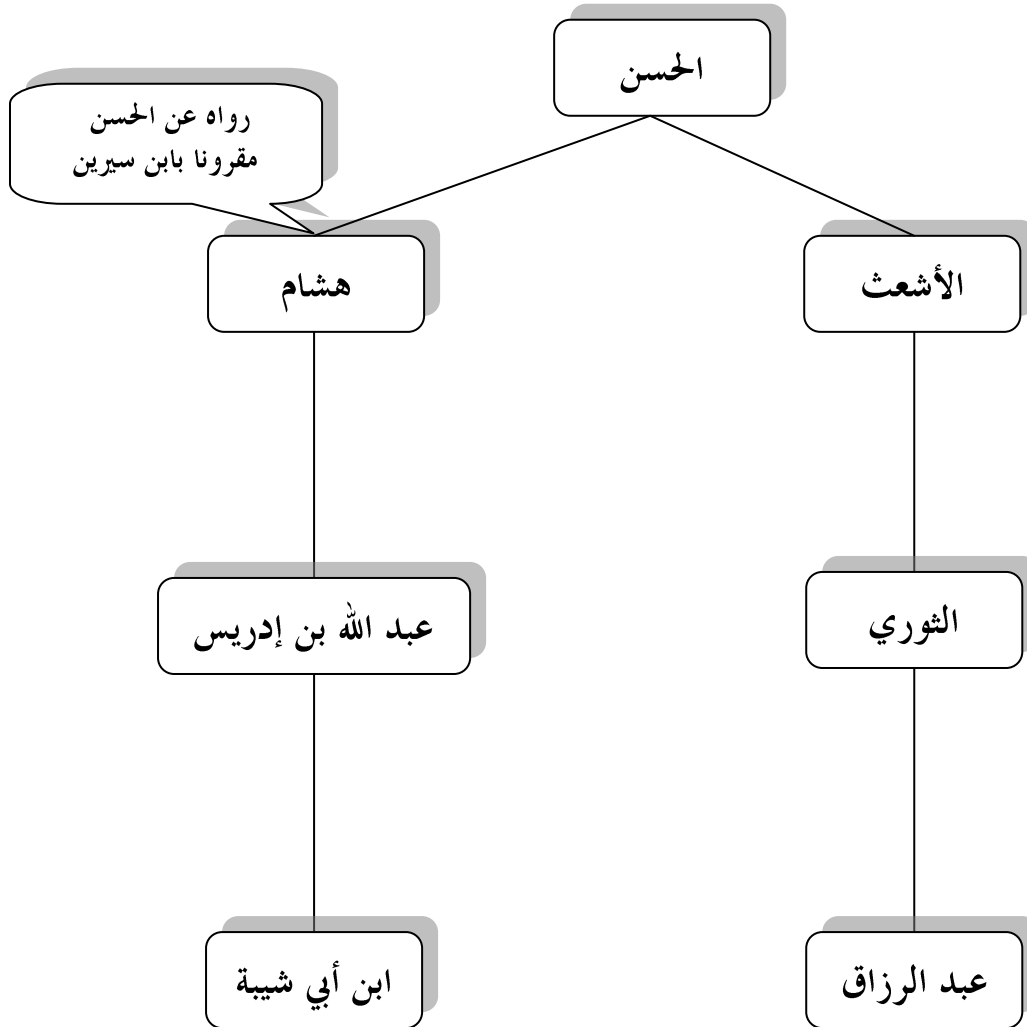 الحسن
رواه عن الحسن
مقرونا بابن سيرين
الأشعث
هشام
الثوري
عبد الله بن إدريس
عبد الرزاق
ابن أبي شيبة